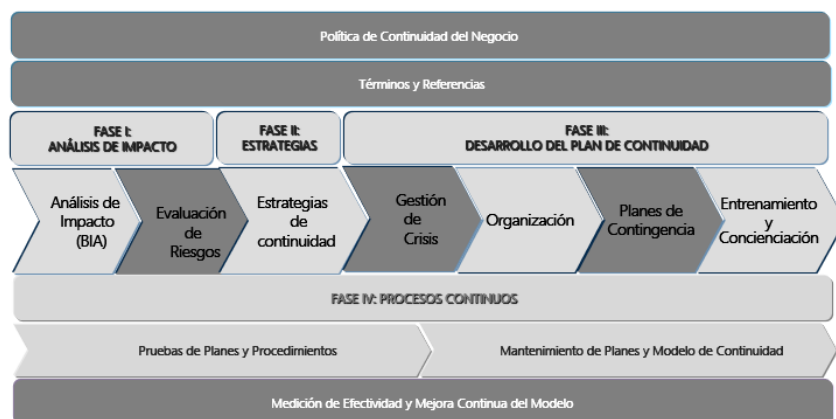 Política de Continuidad del Negocio
Términos y Referencias
FASE I:
ANÁLISIS DE IMPACTO
FASE II:
ESTRATEGIAS
FASE III:
DESARROLLO DEL PLAN DE CONTINUIDAD
Análisis de
Impacto
(BIA)
Evaluación
de
Riesgos
Estrategias
de
continuidad
Gestión
de
Crisis
Organización
Planes de
Contingencia
Entrenamiento
y
Concienciación
FASE IV: PROCESOS CONTINUOS
Pruebas de Planes y Procedimientos
Mantenimiento de Planes y Modelo de Continuidad
Medición de Efectividad y Mejora Continua del Modelo